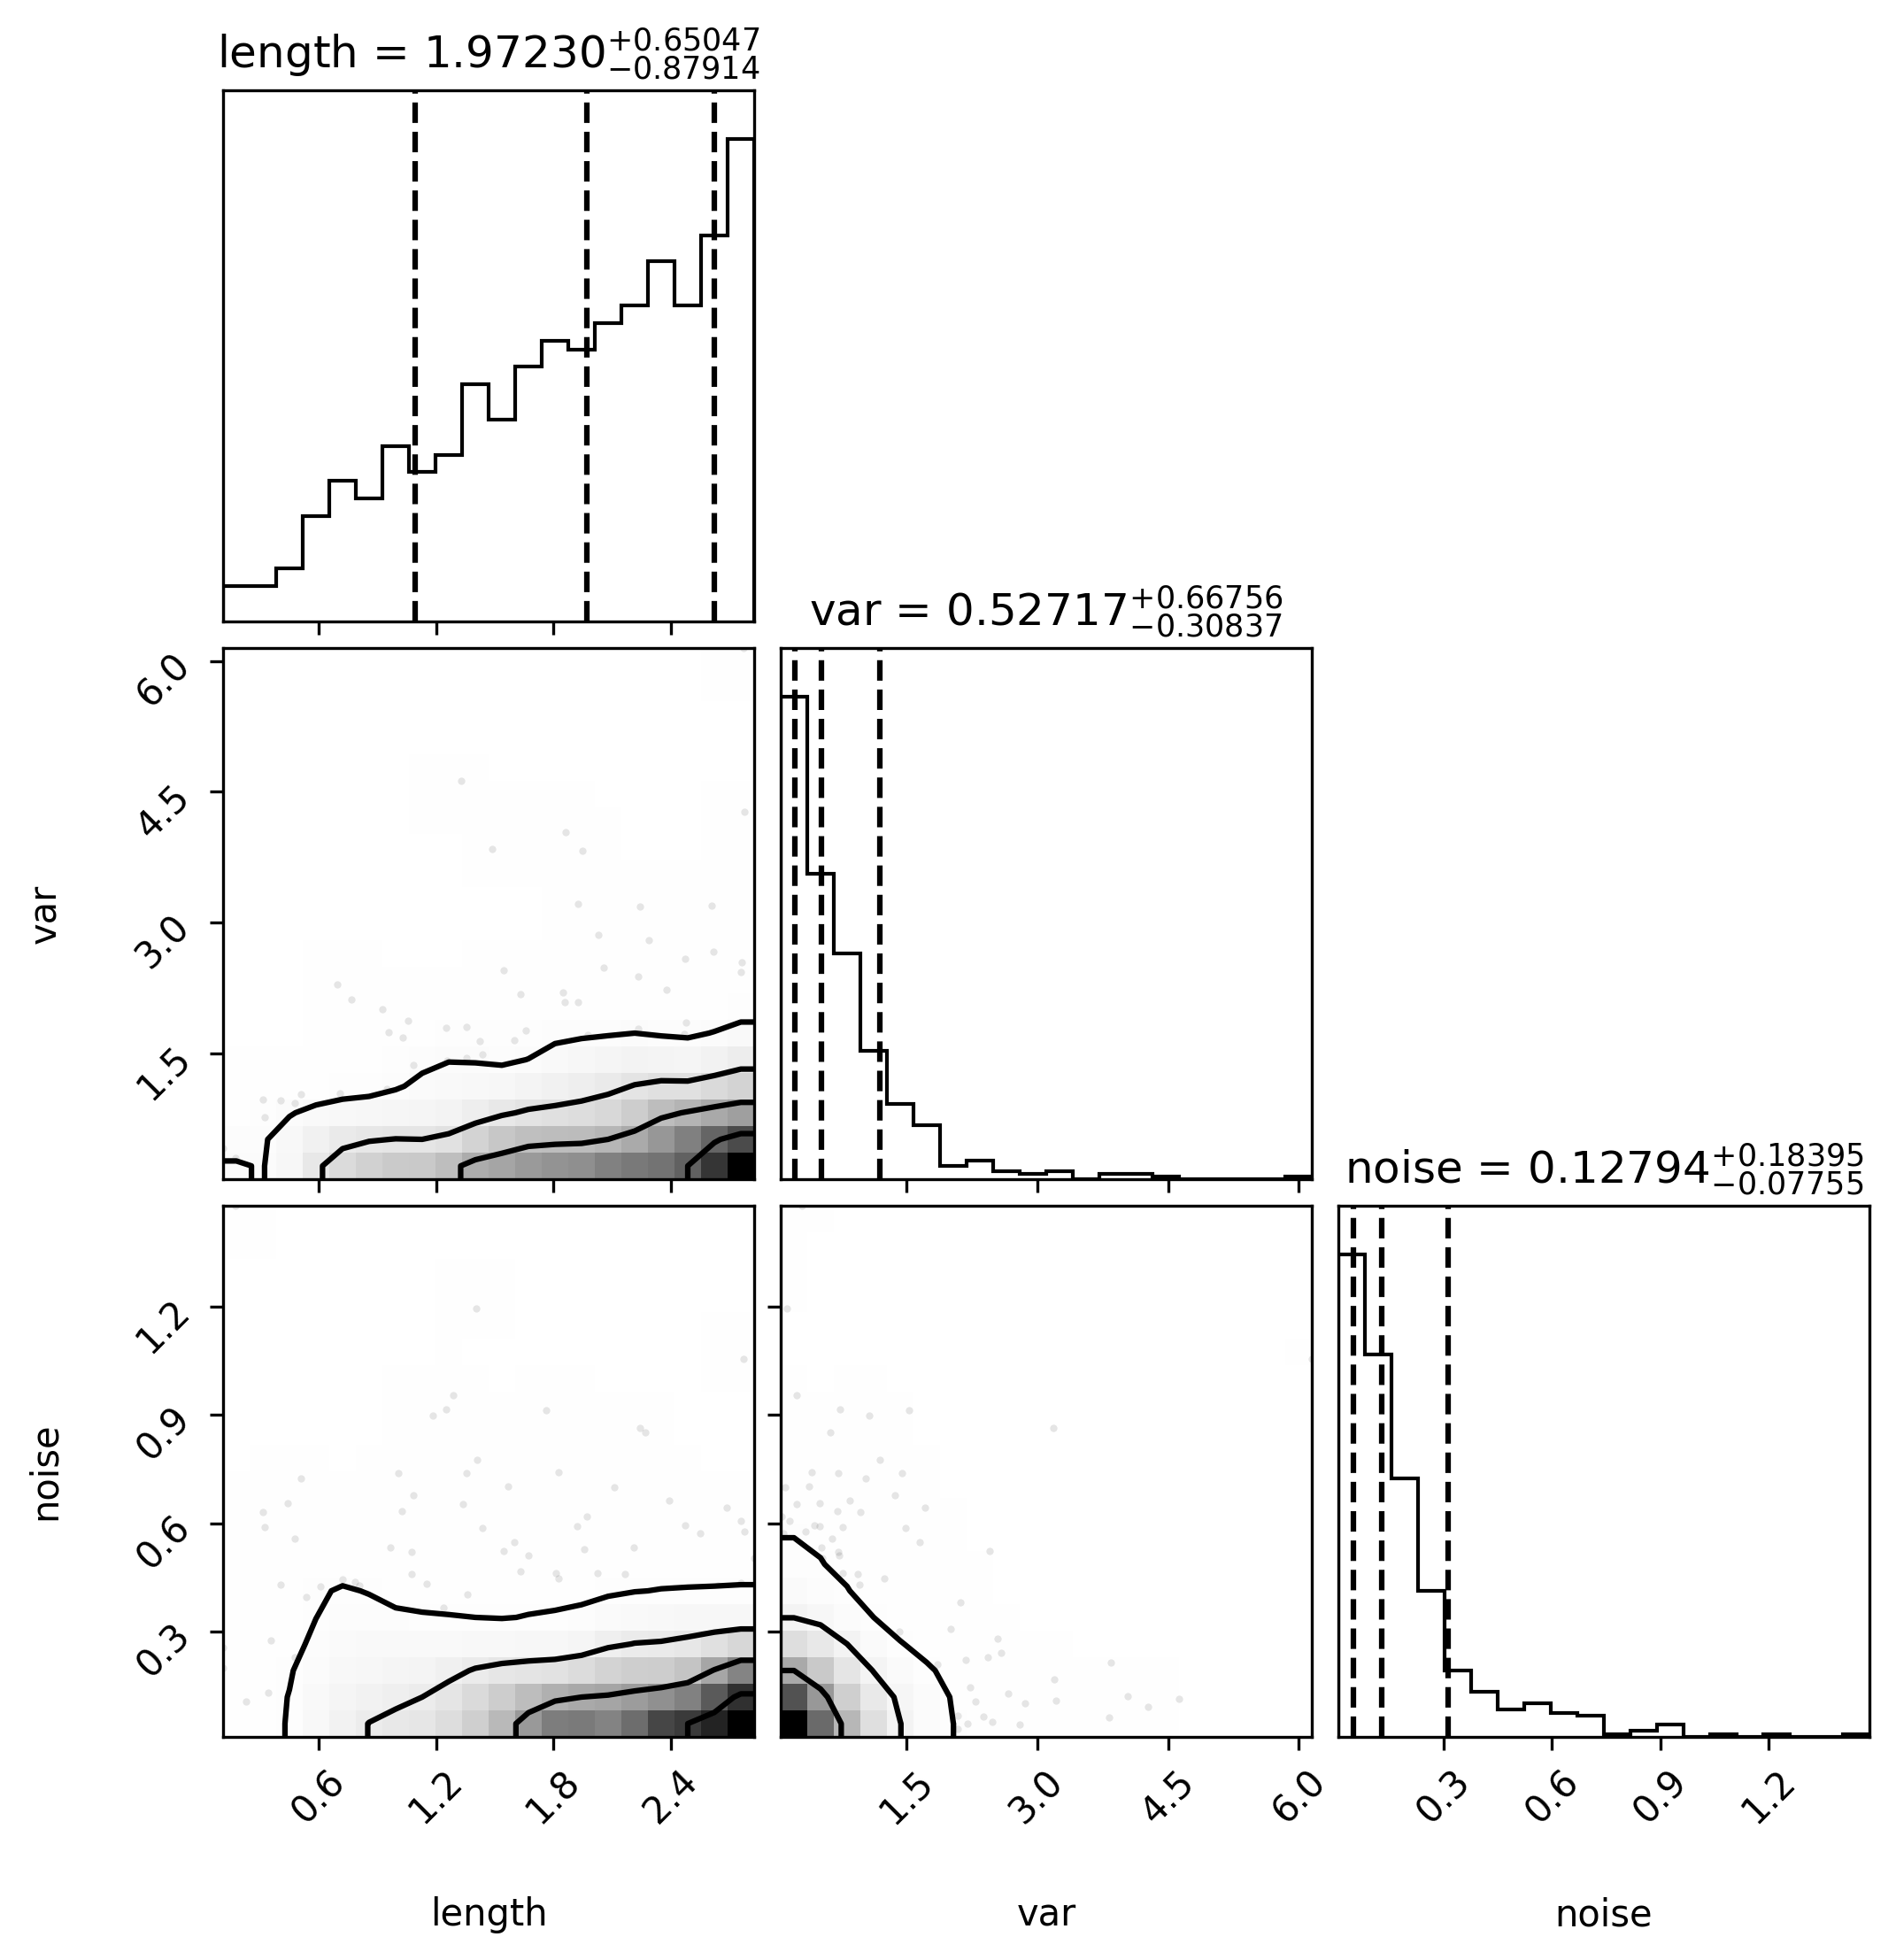 length = 1.97230+0.65047
−0.87914
var = 0.52717+0.66756
−0.30837
6.0
4.5
3.0
1.5
var
noise = 0.12794+0.18395
−0.07755
1.2
0.9
0.6
0.3
noise
0.6 1.2 1.8 2.4 1.5 3.0 4.5 6.0 0.3 0.6 0.9 1.2
length var noise